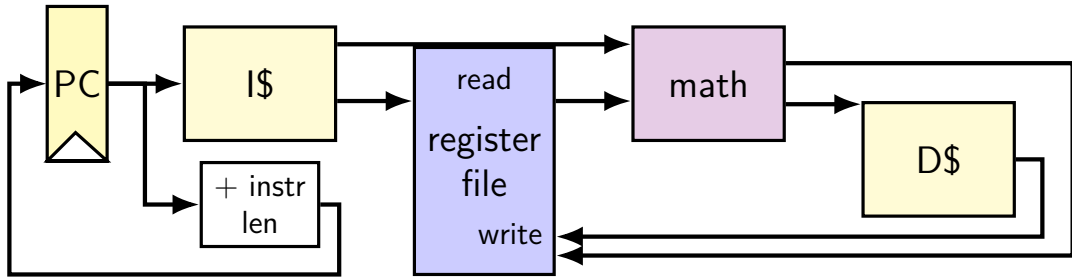 PC
I$
+ instr
len
read
register
file
write
math
D$